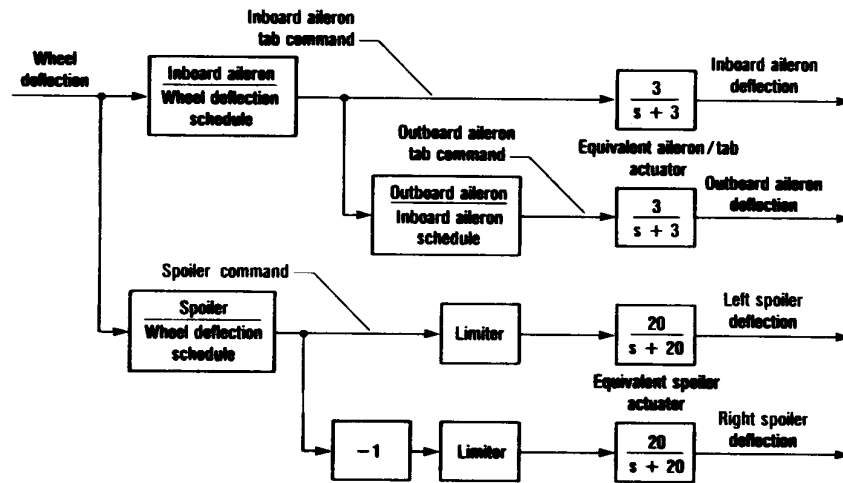 Inboard aileron
tab command
Wheel
deflection
Inboard aileron
Wheel deflection
schedule
3
s + 3
Inboard aileron
deflection
Outboard aileron
tab command
Equivalent aileron/tab
actuator
Outboard aileron
Inboard aileron
schedule
3
s + 3
Outboard aileron
deflection
Spoiler command
Spoiler
Wheel deflection
schedule
Limiter
20
s + 20
Left spoiler
deflection
Equivalent spoiler
actuator
-1
Limiter
20
s + 20
Right spoiler
deflection